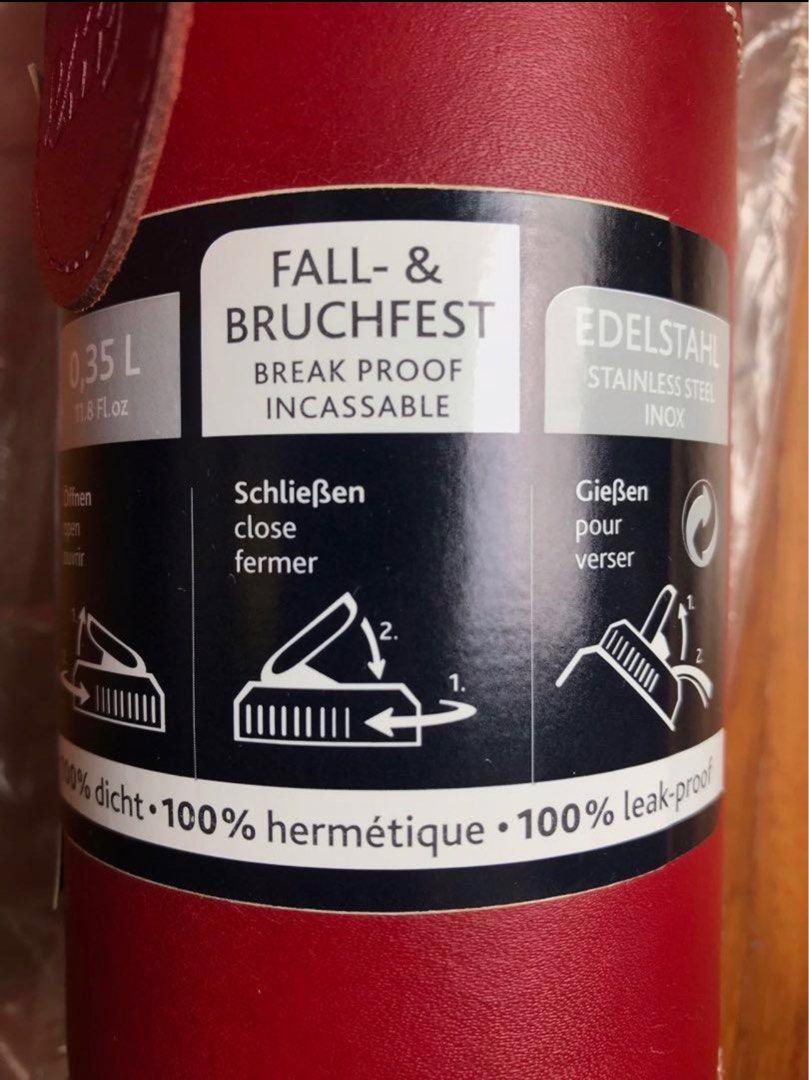 FALL- &
BRUCHFEST
BREAK PROOF
INCASSABLE
0,35 L
11.8 Fl.oz
EDELSTAHL
STAINLESS STEEL
INOX
Öffnen
open
ouvrir
Schließen
close
fermer
Gießen
pour
verser
1.
2.
1.
1.
2.
100% dicht • 100% hermétique • 100% leak-proof